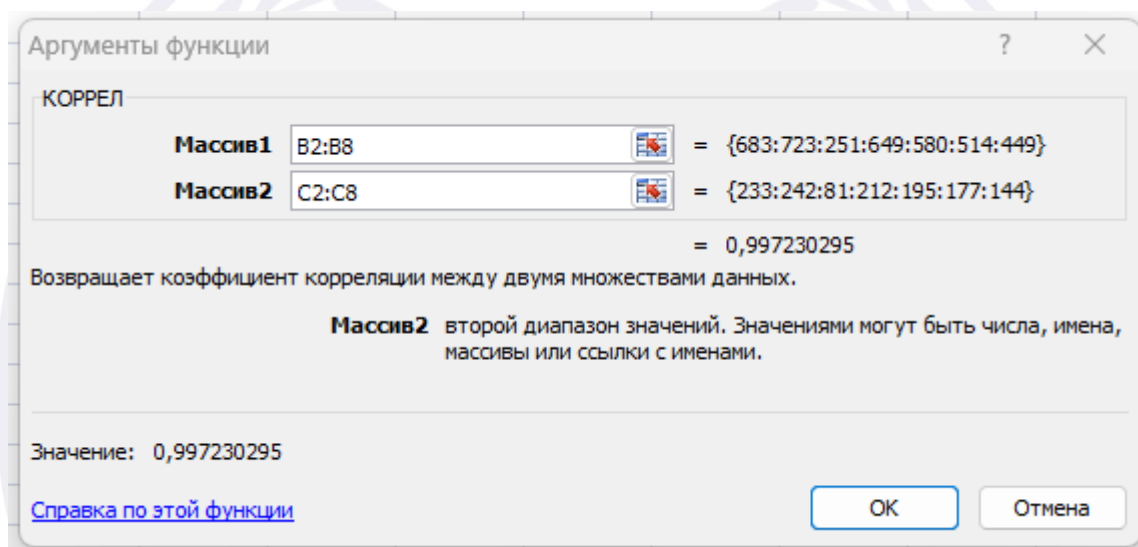 Аргументы функции ?
КОРРЕЛ
Массив1 B2:B8 = {683:723:251:649:580:514:449}
Массив2 C2:C8 = {233:242:81:212:195:177:144}
= 0,997230295
Возвращает коэффициент корреляции между двумя множествами данных.
Массив2 второй диапазон значений. Значениями могут быть числа, имена,
массивы или ссылки с именами.
Значение: 0,997230295
Справка по этой функции ОК Отмена